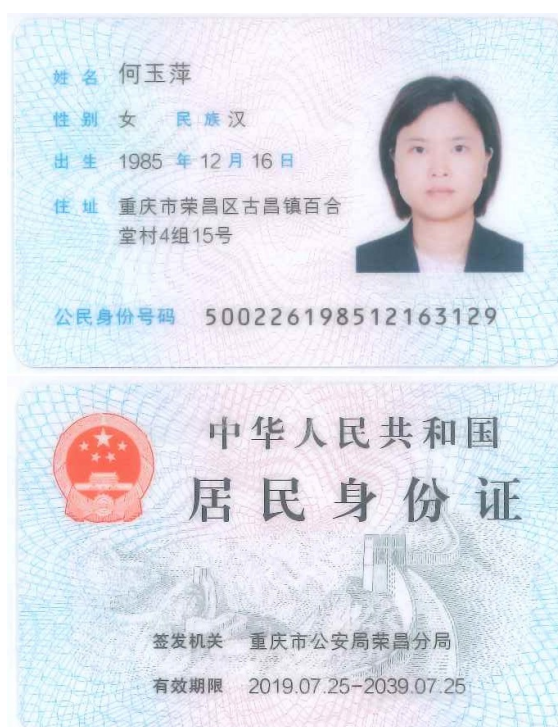 姓名 何玉萍
性别 女 民族 汉
出生 1985 年 12 月 16 日
住址 重庆市荣昌区古昌镇百合
堂村4组15号
公民身份号码 500226198512163129
中华人民共和国
居民身份证
签发机关 重庆市公安局荣昌分局
有效期限 2019.07.25-2039.07.25